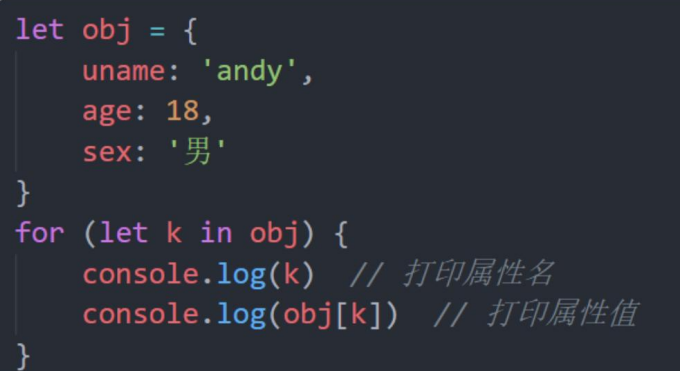 let obj = {
    uname: 'andy',
    age: 18,
    sex: '男'
}
for (let k in obj) {
    console.log(k)  // 打印属性名
    console.log(obj[k])  // 打印属性值
}